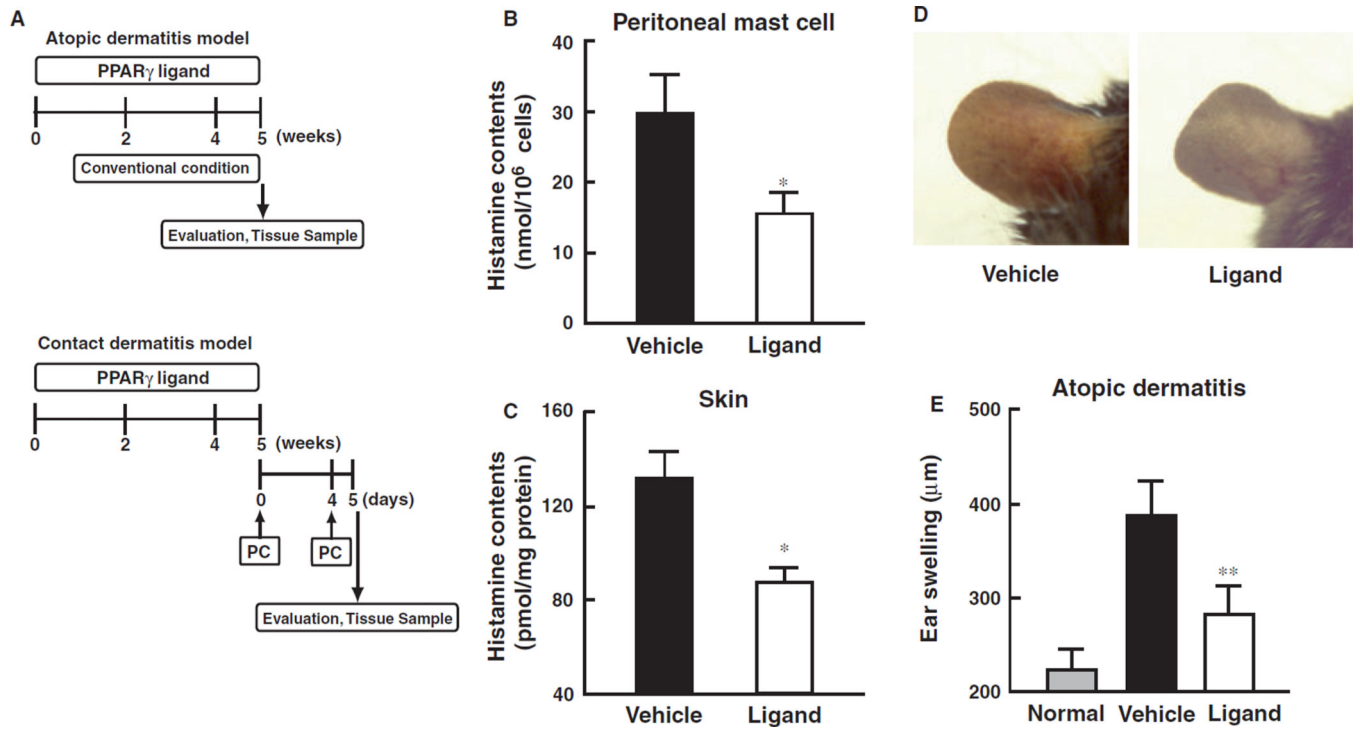 A
Atopic dermatitis model
PPARγ ligand
0 2 4 5 (weeks)
Conventional condition
Evaluation, Tissue Sample
Contact dermatitis model
PPARγ ligand
0 2 4 5 (weeks)
0 4 5 (days)
PC PC
Evaluation, Tissue Sample
B
Peritoneal mast cell
Histamine contents
(nmol/10⁶ cells)
40
30
20
10
0
*
Vehicle Ligand
C
Skin
Histamine contents
(pmol/mg protein)
160
120
80
40
*
Vehicle Ligand
D
Vehicle Ligand
E
Atopic dermatitis
Ear swelling (μm)
500
400
300
200
**
Normal Vehicle Ligand